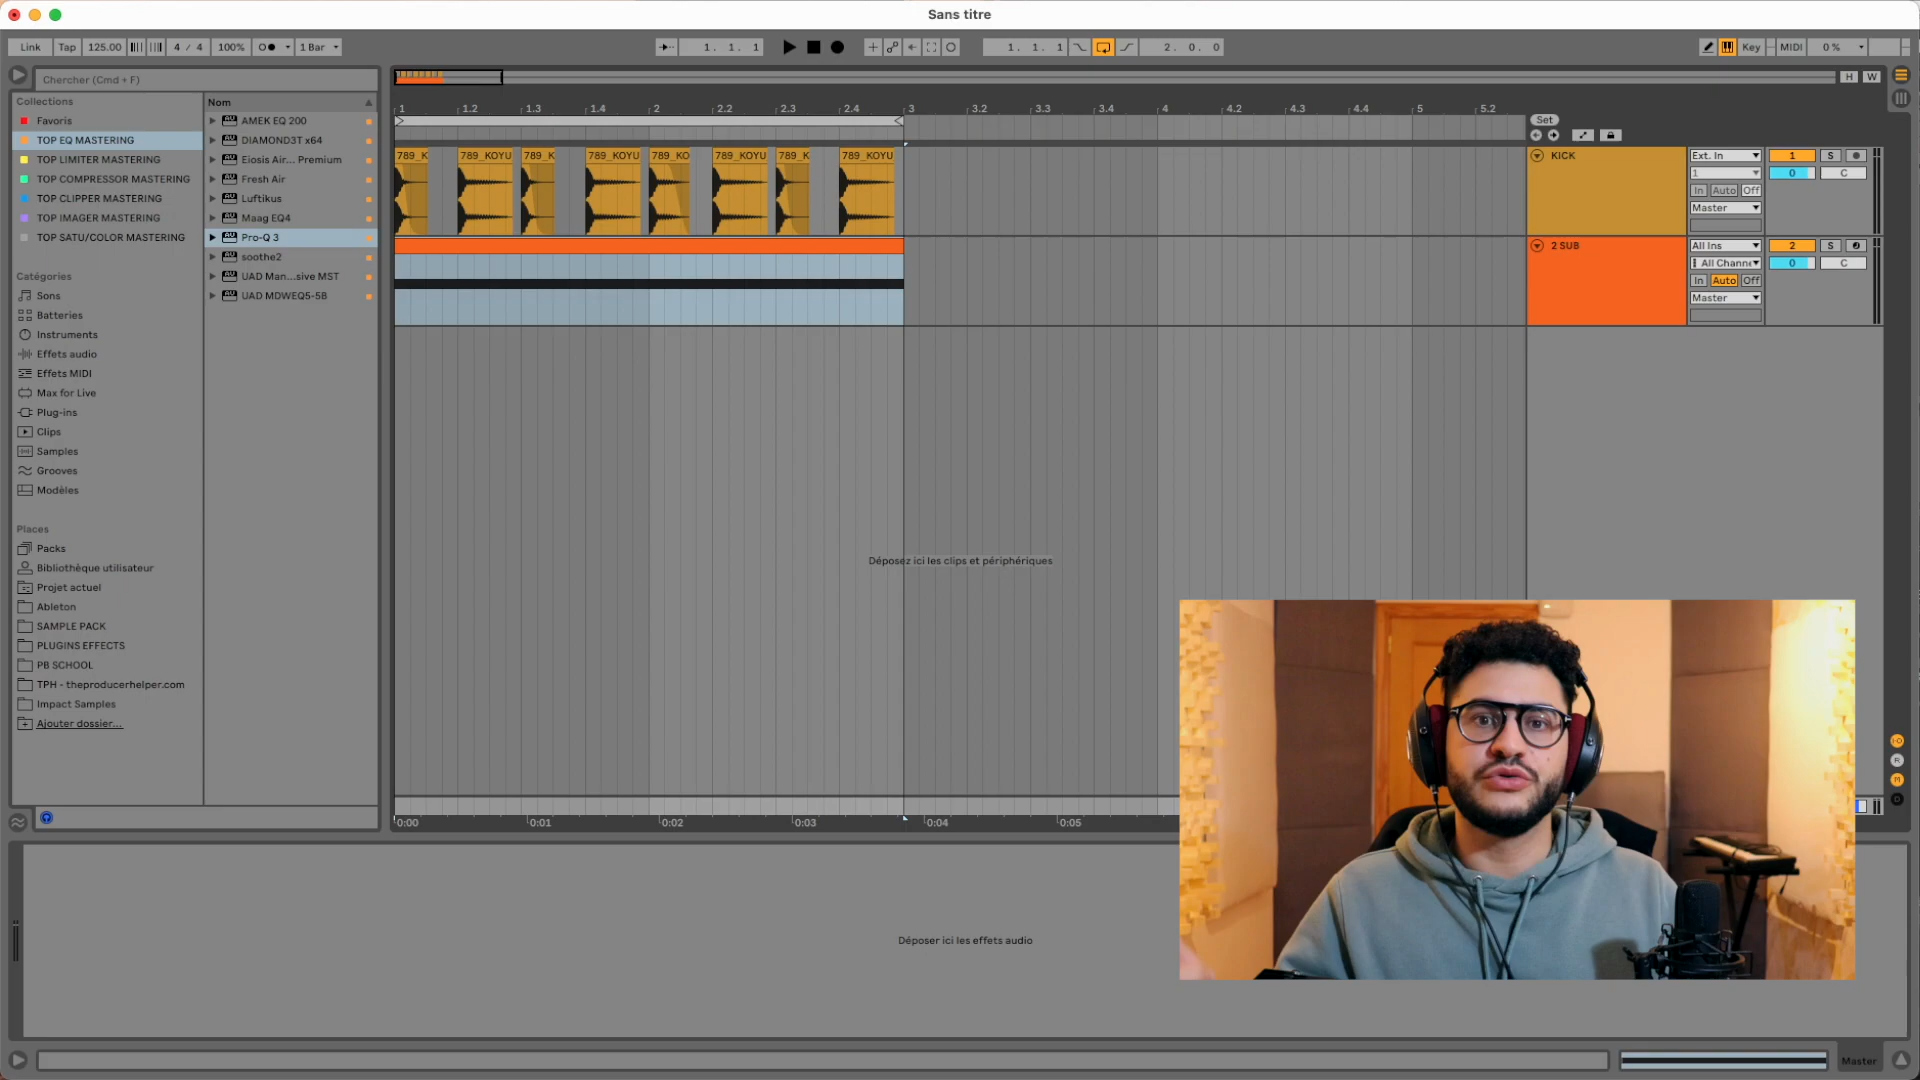 Sans titre
Link Tap 125.00 4 / 4 100% 1 Bar 1. 1. 1 1. 1. 1 2. 0. 0 Key MIDI 0 %
Chercher (Cmd + F)
H W
Collections
Favoris
TOP EQ MASTERING
TOP LIMITER MASTERING
TOP COMPRESSOR MASTERING
TOP CLIPPER MASTERING
TOP IMAGER MASTERING
TOP SATU/COLOR MASTERING
Catégories
Sons
Batteries
Instruments
Effets audio
Effets MIDI
Max for Live
Plug-ins
Clips
Samples
Grooves
Modèles
Places
Packs
Bibliothèque utilisateur
Projet actuel
Ableton
SAMPLE PACK
PLUGINS EFFECTS
PB SCHOOL
TPH - theproducerhelper.com
Impact Samples
Ajouter dossier...
Nom
AMEK EQ 200
DIAMOND3T x64
Eiosis Air... Premium
Fresh Air
Luftikus
Maag EQ4
Pro-Q 3
soothe2
UAD Man...sive MST
UAD MDWEQ5-5B
1 1.2 1.3 1.4 2 2.2 2.3 2.4 3 3.2 3.3 3.4 4 4.2 4.3 4.4 5 5.2
Set
789_K 789_KOYU 789_K 789_KOYU 789_KO 789_KOYU 789_K 789_KOYU
KICK
Ext. In 1 S
1 0 C
In Auto Off
Master
2 SUB
All Ins 2 S
All Channe 0 C
In Auto Off
Master
Déposez ici les clips et périphériques
0:00 0:01 0:02 0:03 0:04 0:05
Déposer ici les effets audio
Master